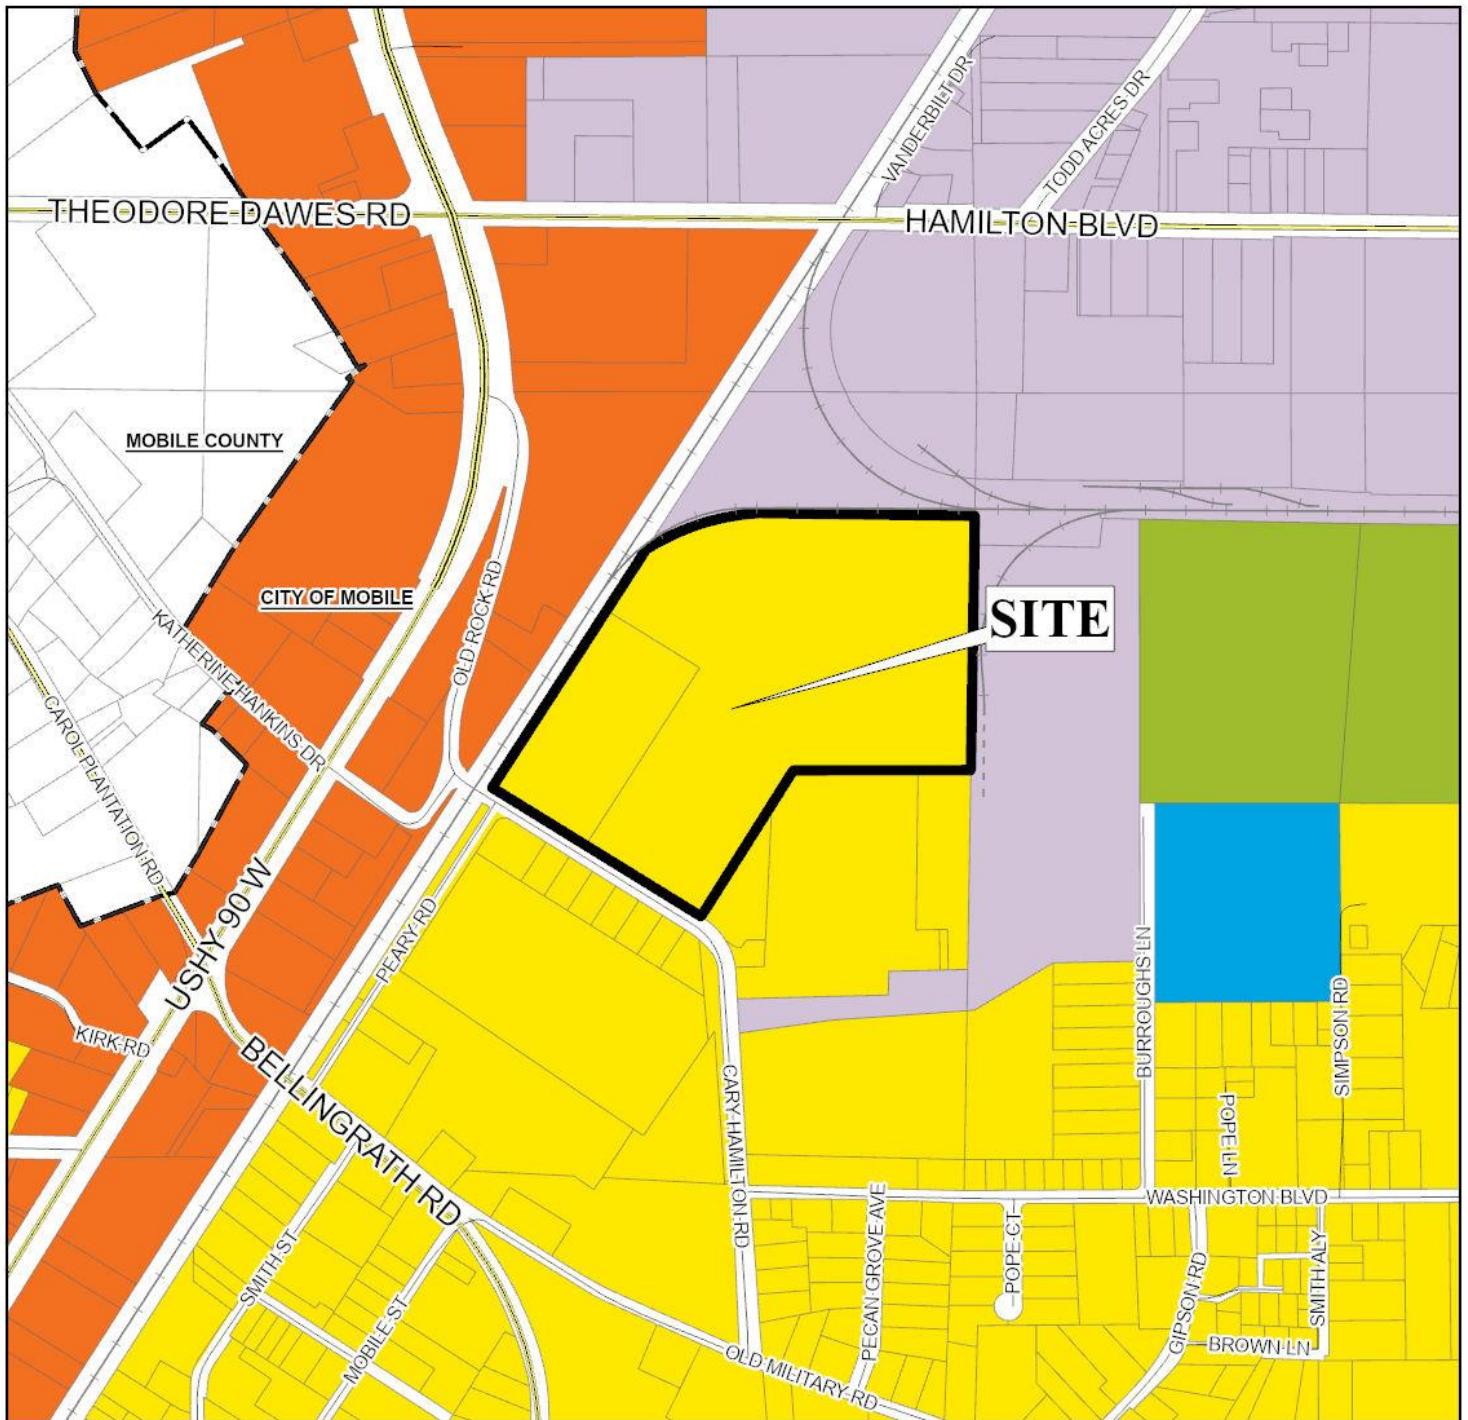 VANDERBILT DR
TODD ACRES DR
THEODORE DAWES RD
HAMILTON BLVD
MOBILE COUNTY
CITY OF MOBILE
OLD ROCK RD
SITE
KATHERINE HANKINS DR
CAROL PLANTATION RD
USHY 90 W
PEARY RD
BURROUGHS LN
SIMPSON RD
KIRK RD
BELLINGRATH RD
CARY HAMILTON RD
POPE LN
WASHINGTON BLVD
PECAN GROVE AVE
POPE CT
SMITH ST
MOBILE ST
GIPSON RD
SMITH ALY
BROWN LN
OLD MILITARY RD